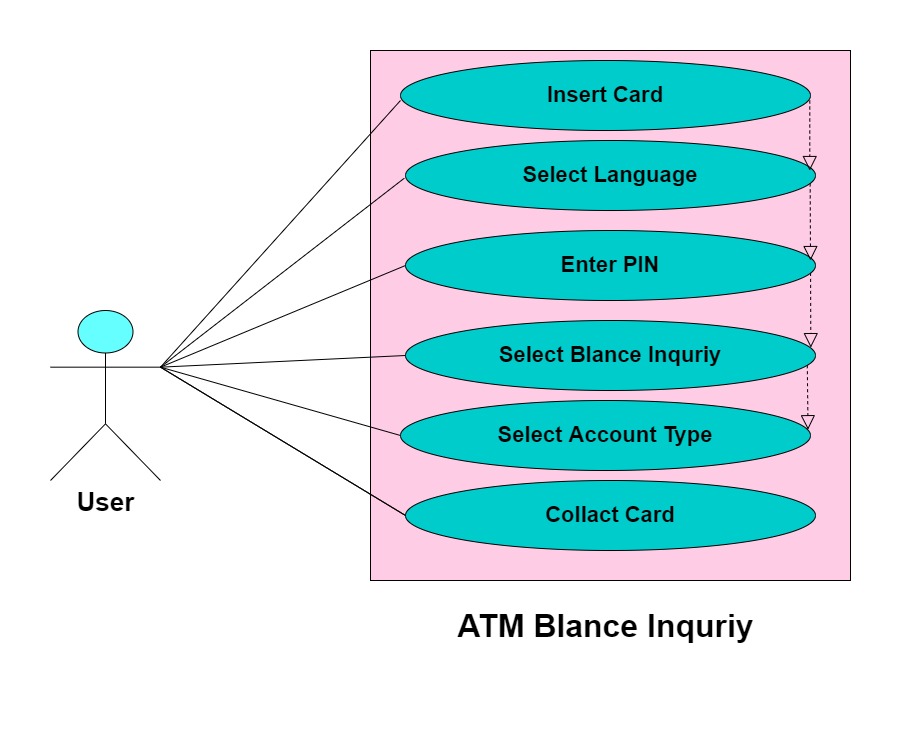 Insert Card
Select Language
Enter PIN
Select Blance Inquriy
Select Account Type
Collact Card
User
ATM Blance Inquriy